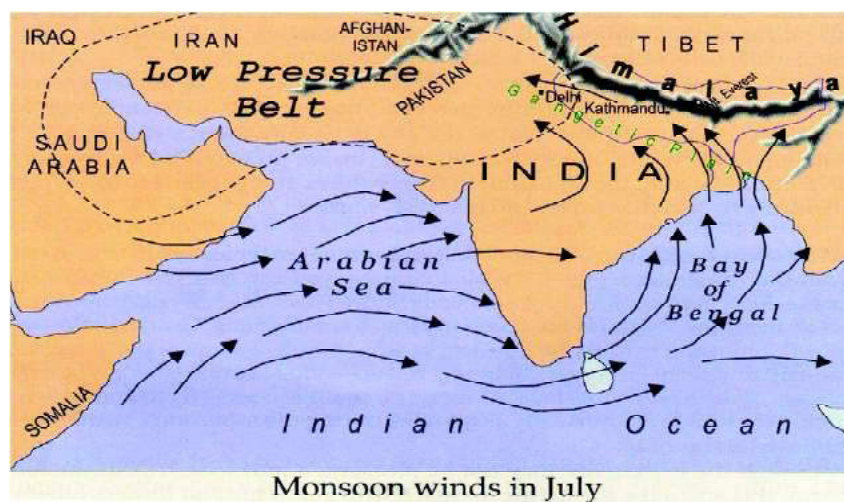 IRAQ
IRAN
AFGHAN-
ISTAN
TIBET
Himalaya
Low Pressure
Belt
PAKISTAN
Delhi
Kathmandu
Mt. Everest
Gangetic Plain
SAUDI
ARABIA
INDIA
Arabian
Sea
Bay
of
Bengal
SOMALIA
Indian Ocean
Monsoon winds in July